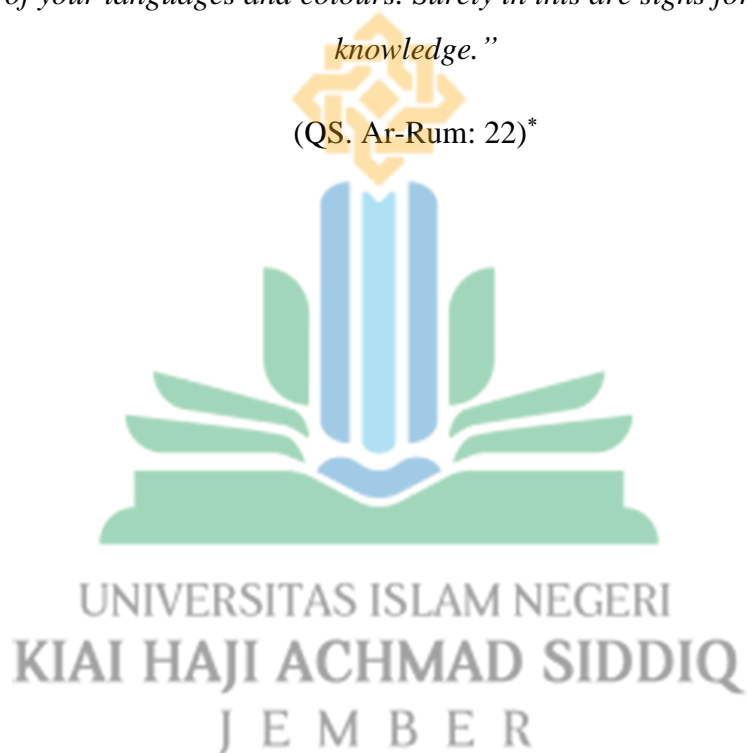 of your languages and colours. Surely in this are signs for
knowledge.”
(QS. Ar-Rum: 22)*
UNIVERSITAS ISLAM NEGERI
KIAI HAJI ACHMAD SIDDIQ
JEMBER